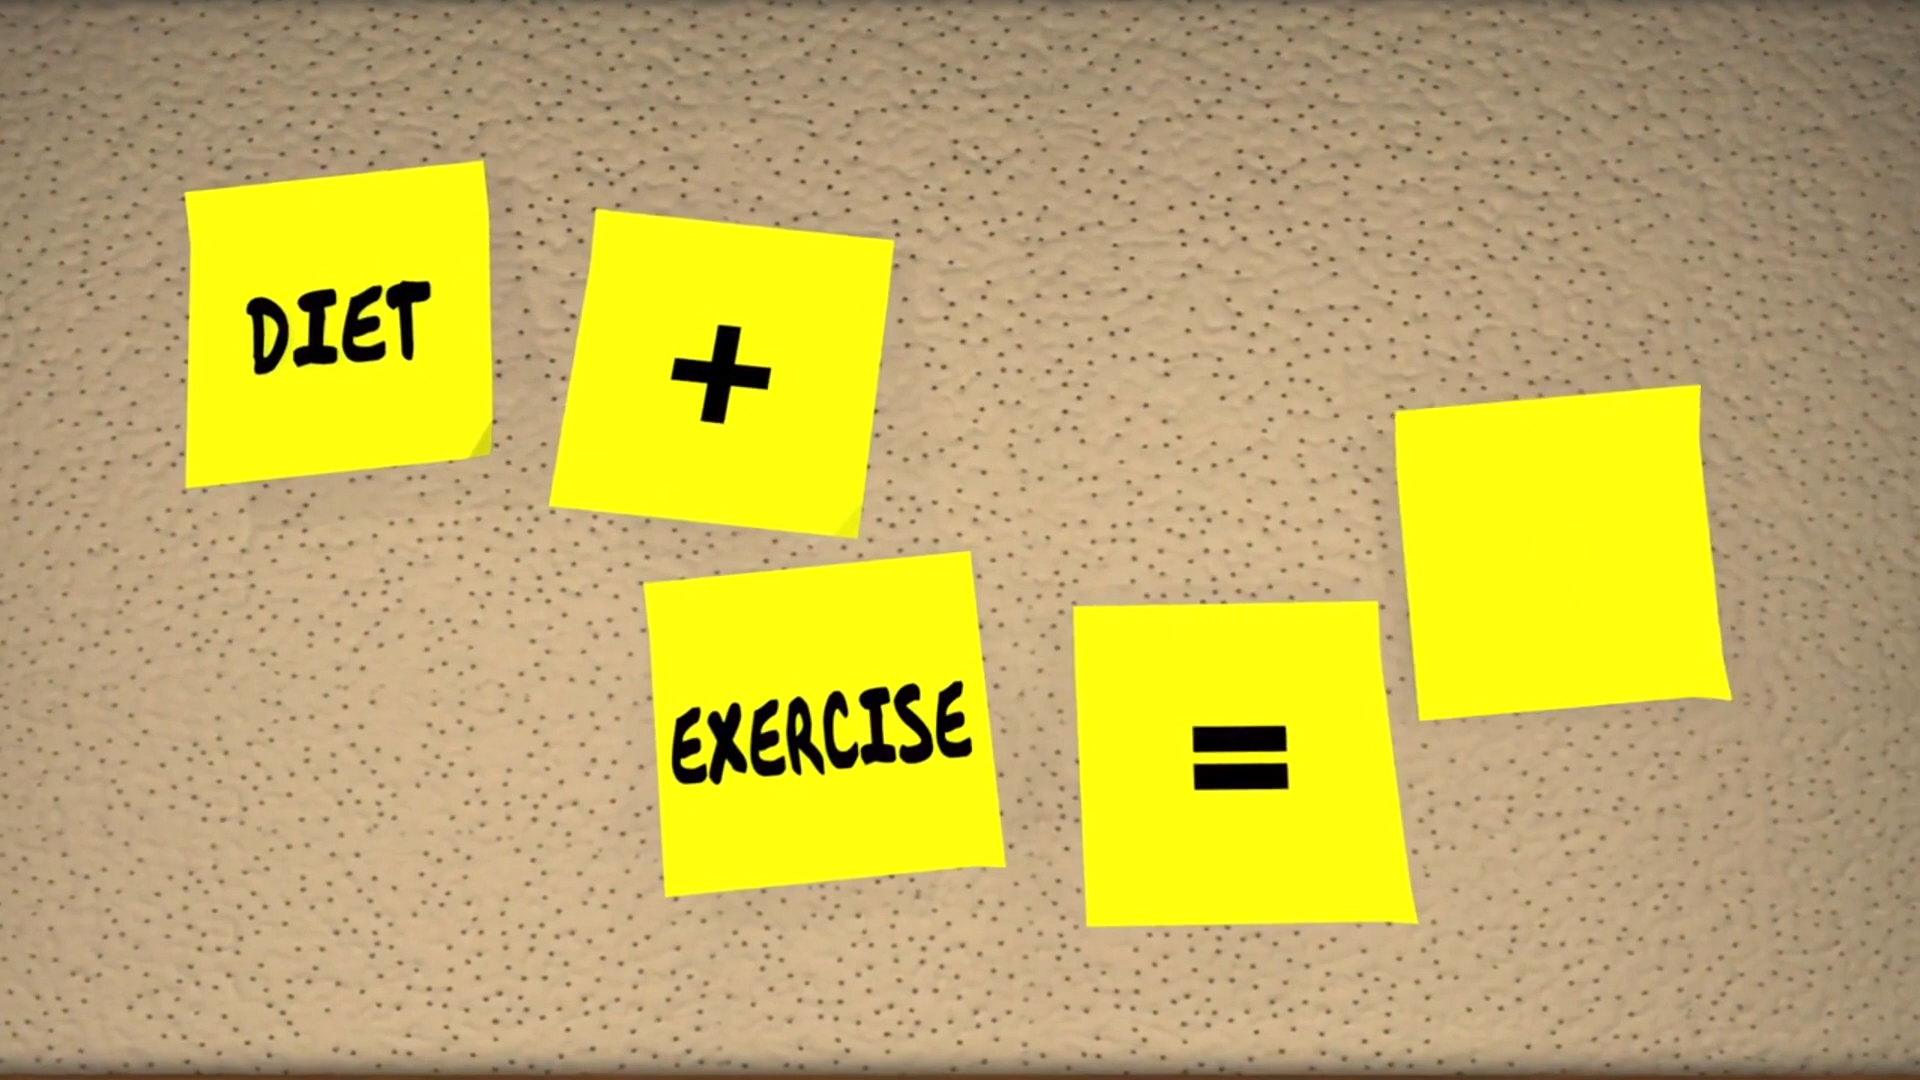 DIET
+
EXERCISE
=